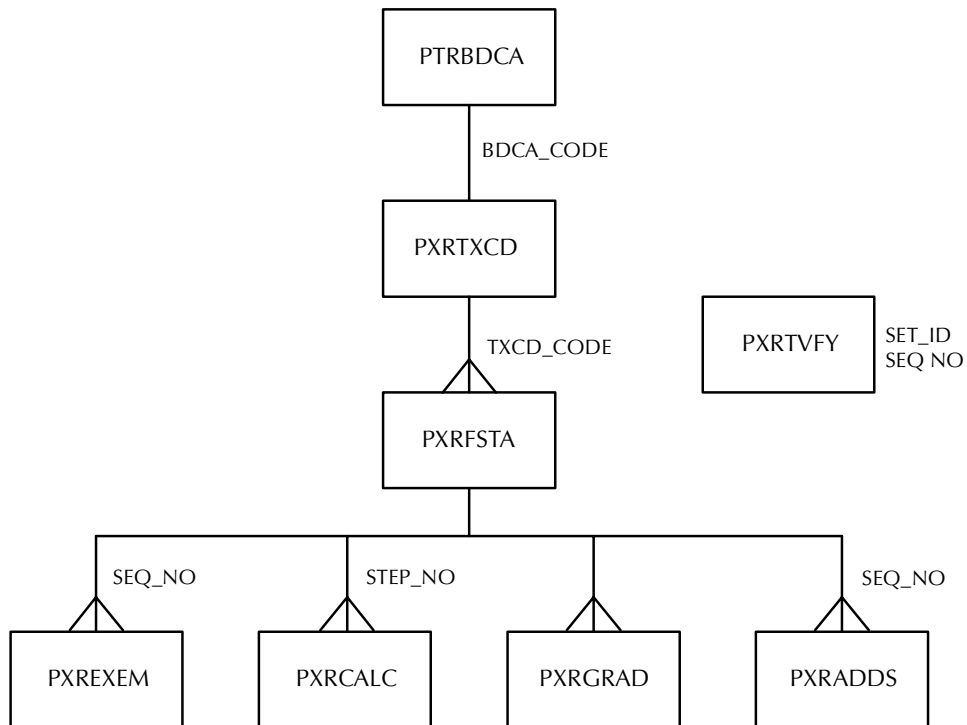 PTRBDCA
BDCA_CODE
PXRTXCD
TXCD_CODE
PXRTVFY
SET_ID
SEQ NO
PXRFSTA
SEQ_NO
STEP_NO
SEQ_NO
PXREXEM
PXRCALC
PXRGRAD
PXRADDS